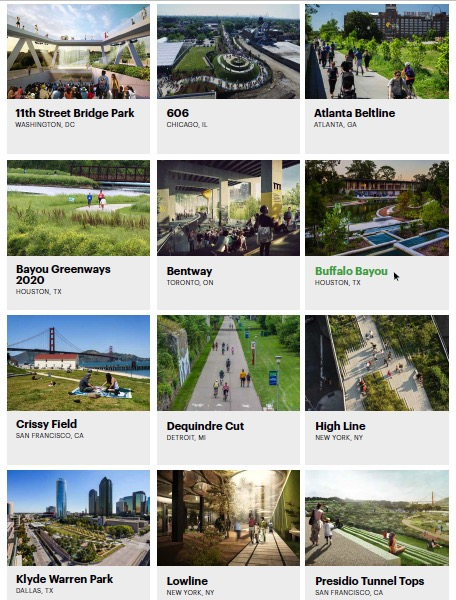 11th Street Bridge Park
WASHINGTON, DC
606
CHICAGO, IL
Atlanta Beltline
ATLANTA, GA
Bayou Greenways
2020
HOUSTON, TX
Bentway
TORONTO, ON
Buffalo Bayou
HOUSTON, TX
Crissy Field
SAN FRANCISCO, CA
Dequindre Cut
DETROIT, MI
High Line
NEW YORK, NY
Klyde Warren Park
DALLAS, TX
Lowline
NEW YORK, NY
Presidio Tunnel Tops
SAN FRANCISCO, CA